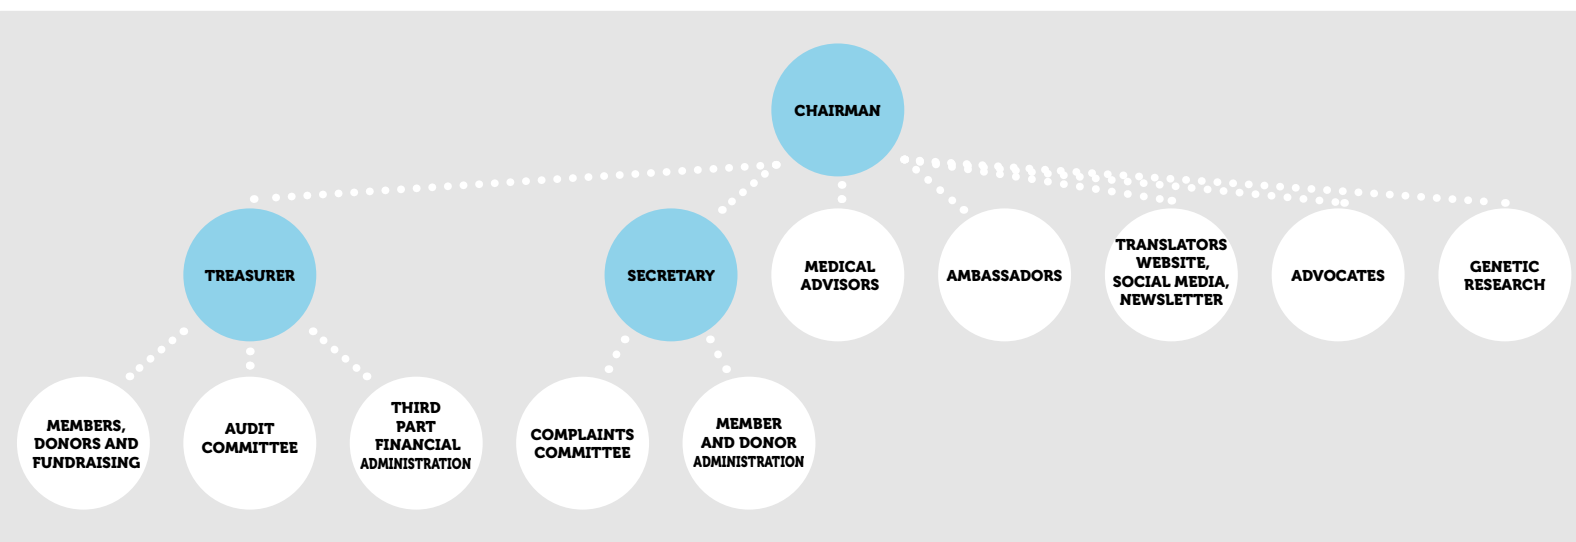 CHAIRMAN
TREASURER
SECRETARY
MEDICAL
ADVISORS
AMBASSADORS
TRANSLATORS
WEBSITE,
SOCIAL MEDIA,
NEWSLETTER
ADVOCATES
GENETIC
RESEARCH
MEMBERS,
DONORS AND
FUNDRAISING
AUDIT
COMMITTEE
THIRD
PART
FINANCIAL
ADMINISTRATION
COMPLAINTS
COMMITTEE
MEMBER
AND DONOR
ADMINISTRATION